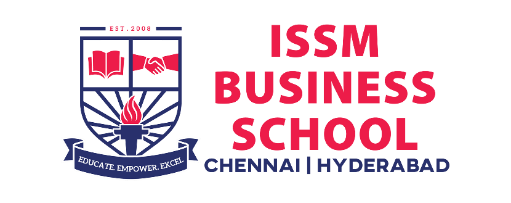 EST.2008
EDUCATE. EMPOWER. EXCEL
ISSM
BUSINESS
SCHOOL
CHENNAI | HYDERABAD